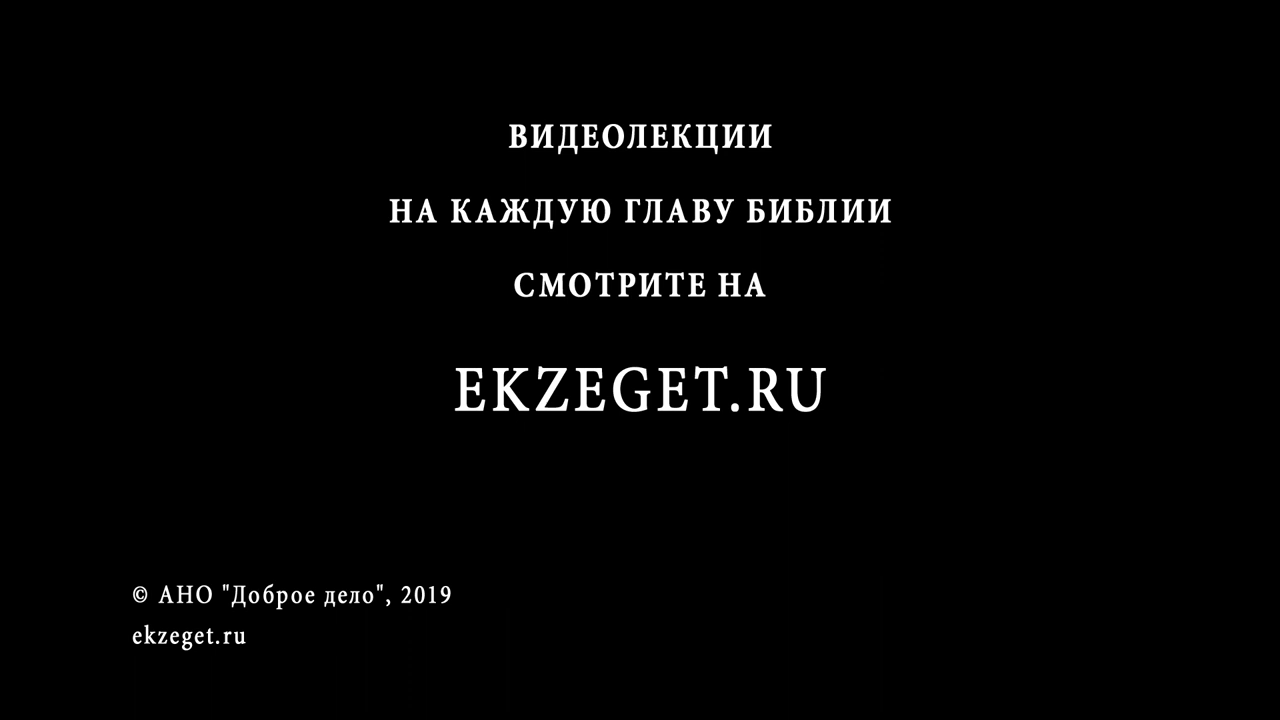 ВИДЕОЛЕКЦИИ
НА КАЖДУЮ ГЛАВУ БИБЛИИ
СМОТРИТЕ НА
EKZEGET.RU
© АНО "Доброе дело", 2019
ekzeget.ru